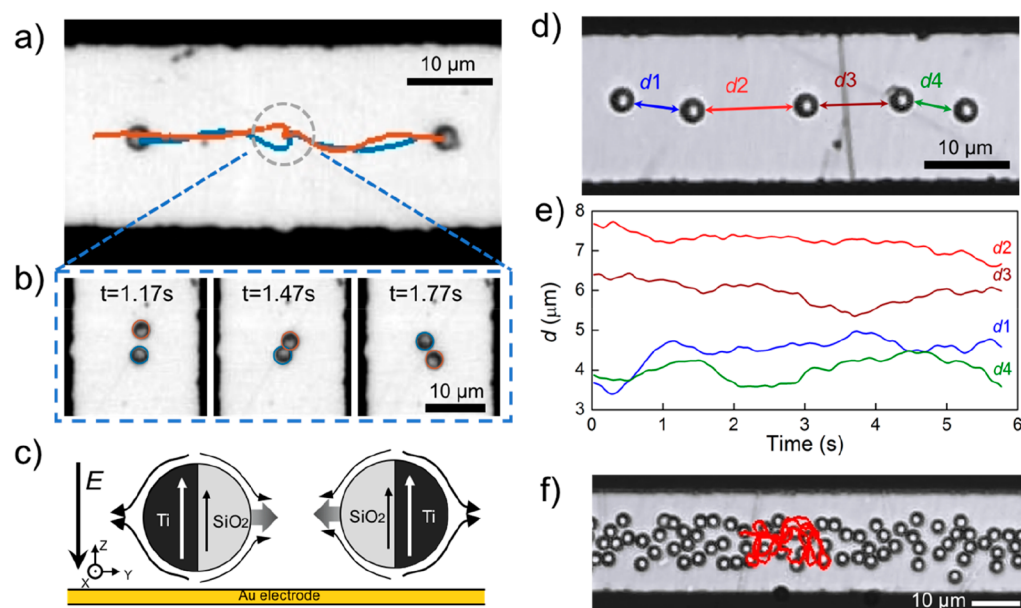 a)
10 µm
b)
t=1.17s
t=1.47s
t=1.77s
10 µm
c)
E
Z
X
Y
Ti
SiO2
SiO2
Ti
Au electrode
d)
d1
d2
d3
d4
10 µm
e)
8
7
6
5
4
3
d (µm)
d2
d3
d1
d4
0
1
2
3
4
5
6
Time (s)
f)
10 µm